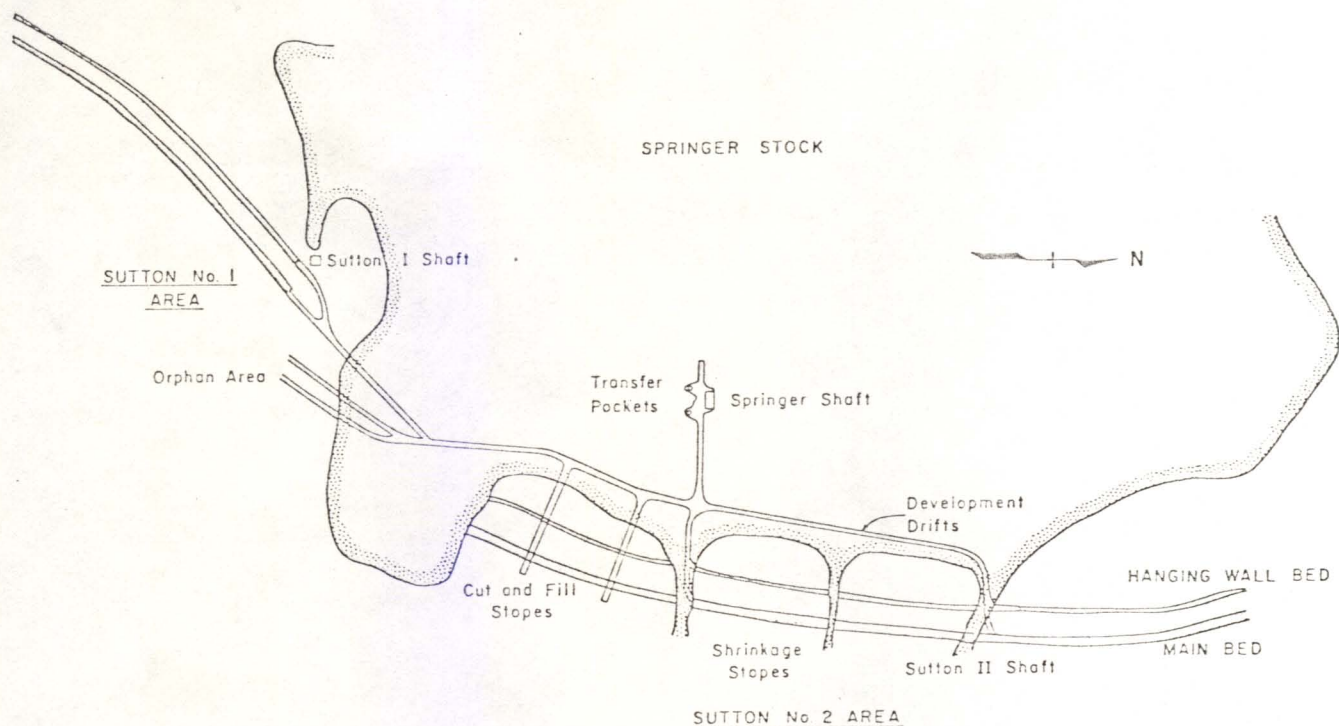 SPRINGER STOCK
Sutton I Shaft
SUTTON No. 1
AREA
N
Orphan Area
Transfer
Pockets
Springer Shaft
Development
Drifts
HANGING WALL BED
Cut and Fill
Stopes
Shrinkage
Stopes
Sutton II Shaft
MAIN BED
SUTTON No. 2 AREA